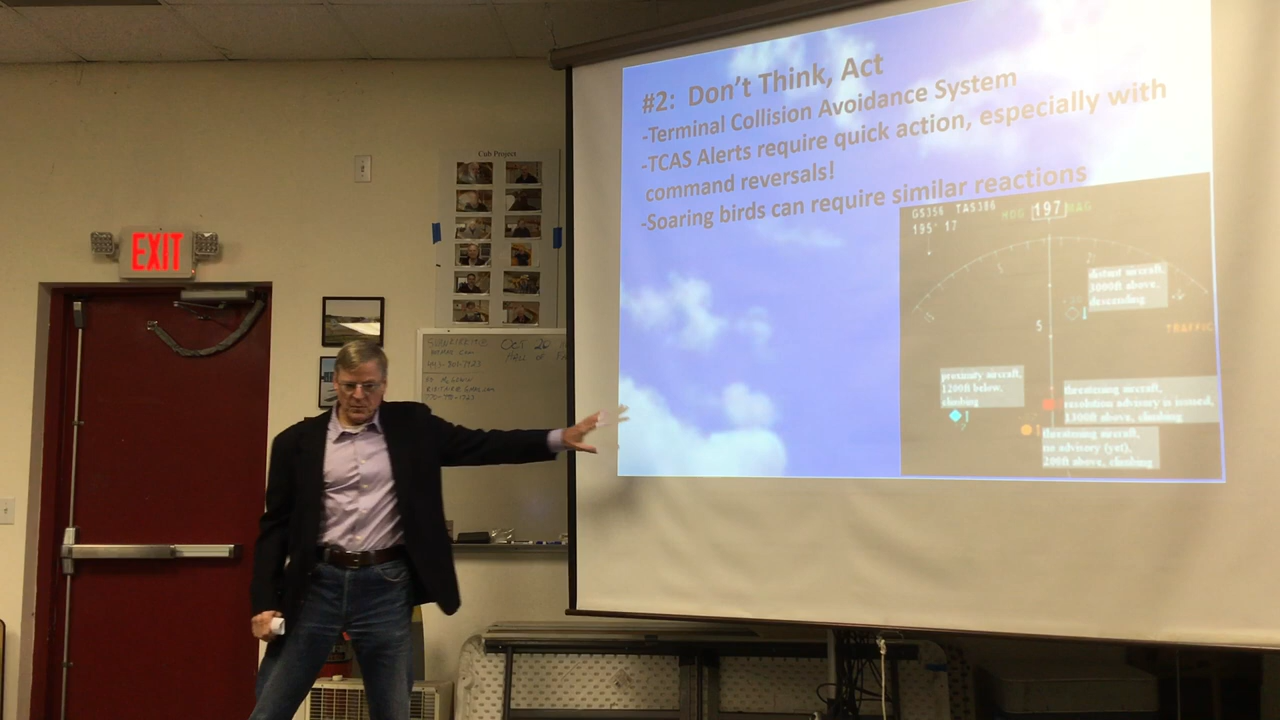 #2: Don't Think, Act
-Terminal Collision Avoidance System
-TCAS Alerts require quick action, especially with
command reversals!
-Soaring birds can require similar reactions
GS356 TAS386 HDG 197 MAG
195° 17
distant aircraft,
3000ft above,
descending
5
TRAFFIC
proximity aircraft,
1200ft below,
climbing
threatening aircraft,
resolution advisory is issued,
1300ft above, climbing
threatening aircraft,
no advisory (yet),
200ft above, climbing
Cub Project
EXIT
OCT 20